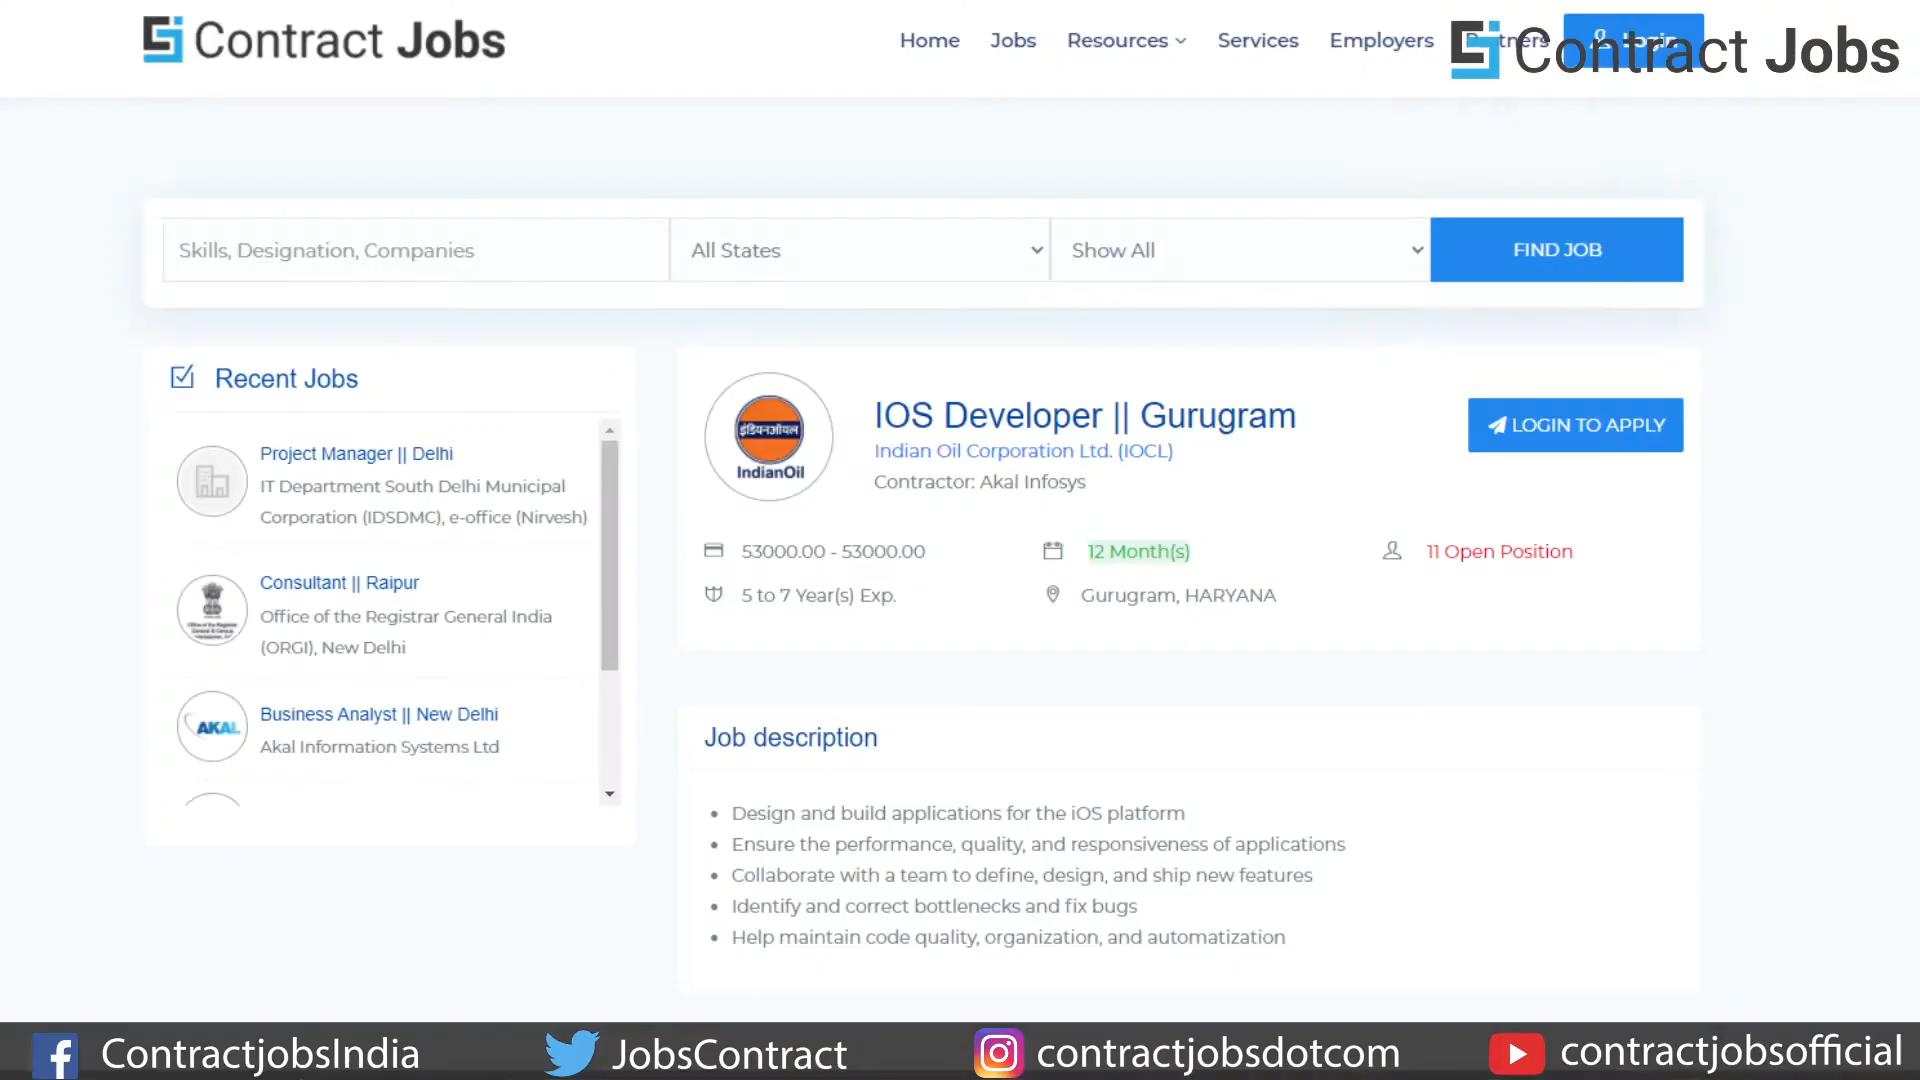 Contract Jobs
Home Jobs Resources Services Employers
Contract Jobs
Skills, Designation, Companies
All States
Show All
FIND JOB
Recent Jobs
Project Manager || Delhi
IT Department South Delhi Municipal
Corporation (IDSDMC), e-office (Nirvesh)
Consultant || Raipur
Office of the Registrar General India
(ORGI), New Delhi
AKAL
Business Analyst || New Delhi
Akal Information Systems Ltd
इंडियनऑयल
IndianOil
IOS Developer || Gurugram
Indian Oil Corporation Ltd. (IOCL)
Contractor: Akal Infosys
LOGIN TO APPLY
53000.00 - 53000.00
12 Month(s)
11 Open Position
5 to 7 Year(s) Exp.
Gurugram, HARYANA
Job description
Design and build applications for the iOS platform
Ensure the performance, quality, and responsiveness of applications
Collaborate with a team to define, design, and ship new features
Identify and correct bottlenecks and fix bugs
Help maintain code quality, organization, and automatization
ContractjobsIndia
JobsContract
contractjobsdotcom
contractjobsofficial